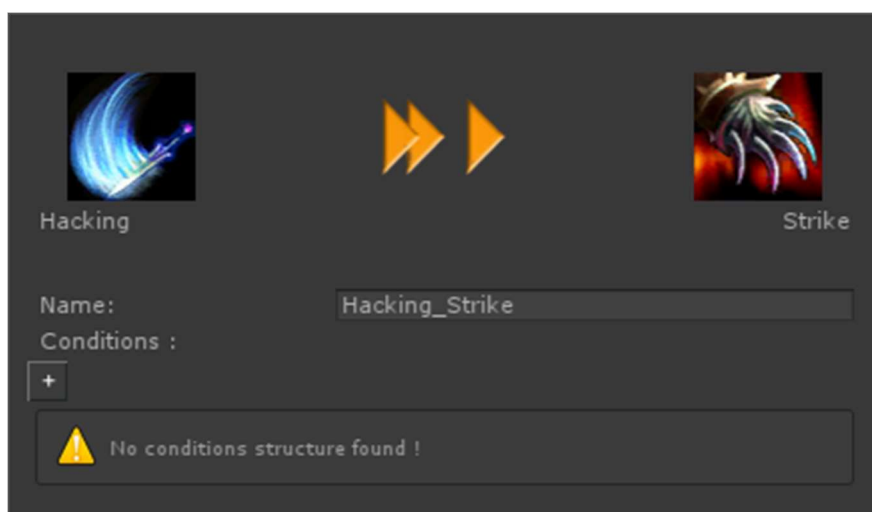 Hacking
Strike
Name:
Hacking_Strike
Conditions :
+
No conditions structure found !